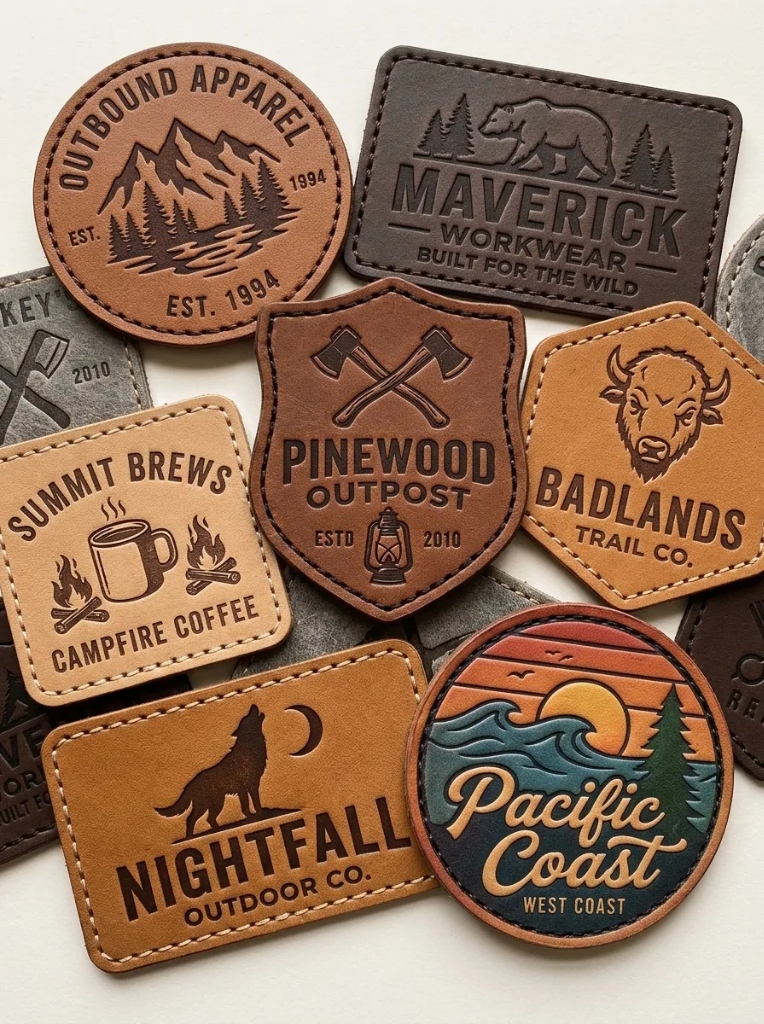 OUTBOUND APPAREL
EST. 1994
EST. 1994
MAVERICK
WORKWEAR
BUILT FOR THE WILD
KEY"
2010
PINEWOOD
OUTPOST
ESTD 2010
BADLANDS
TRAIL CO.
SUMMIT BREWS
CAMPFIRE COFFEE
NIGHTFALL
OUTDOOR CO.
Pacific
Coast
WEST COAST